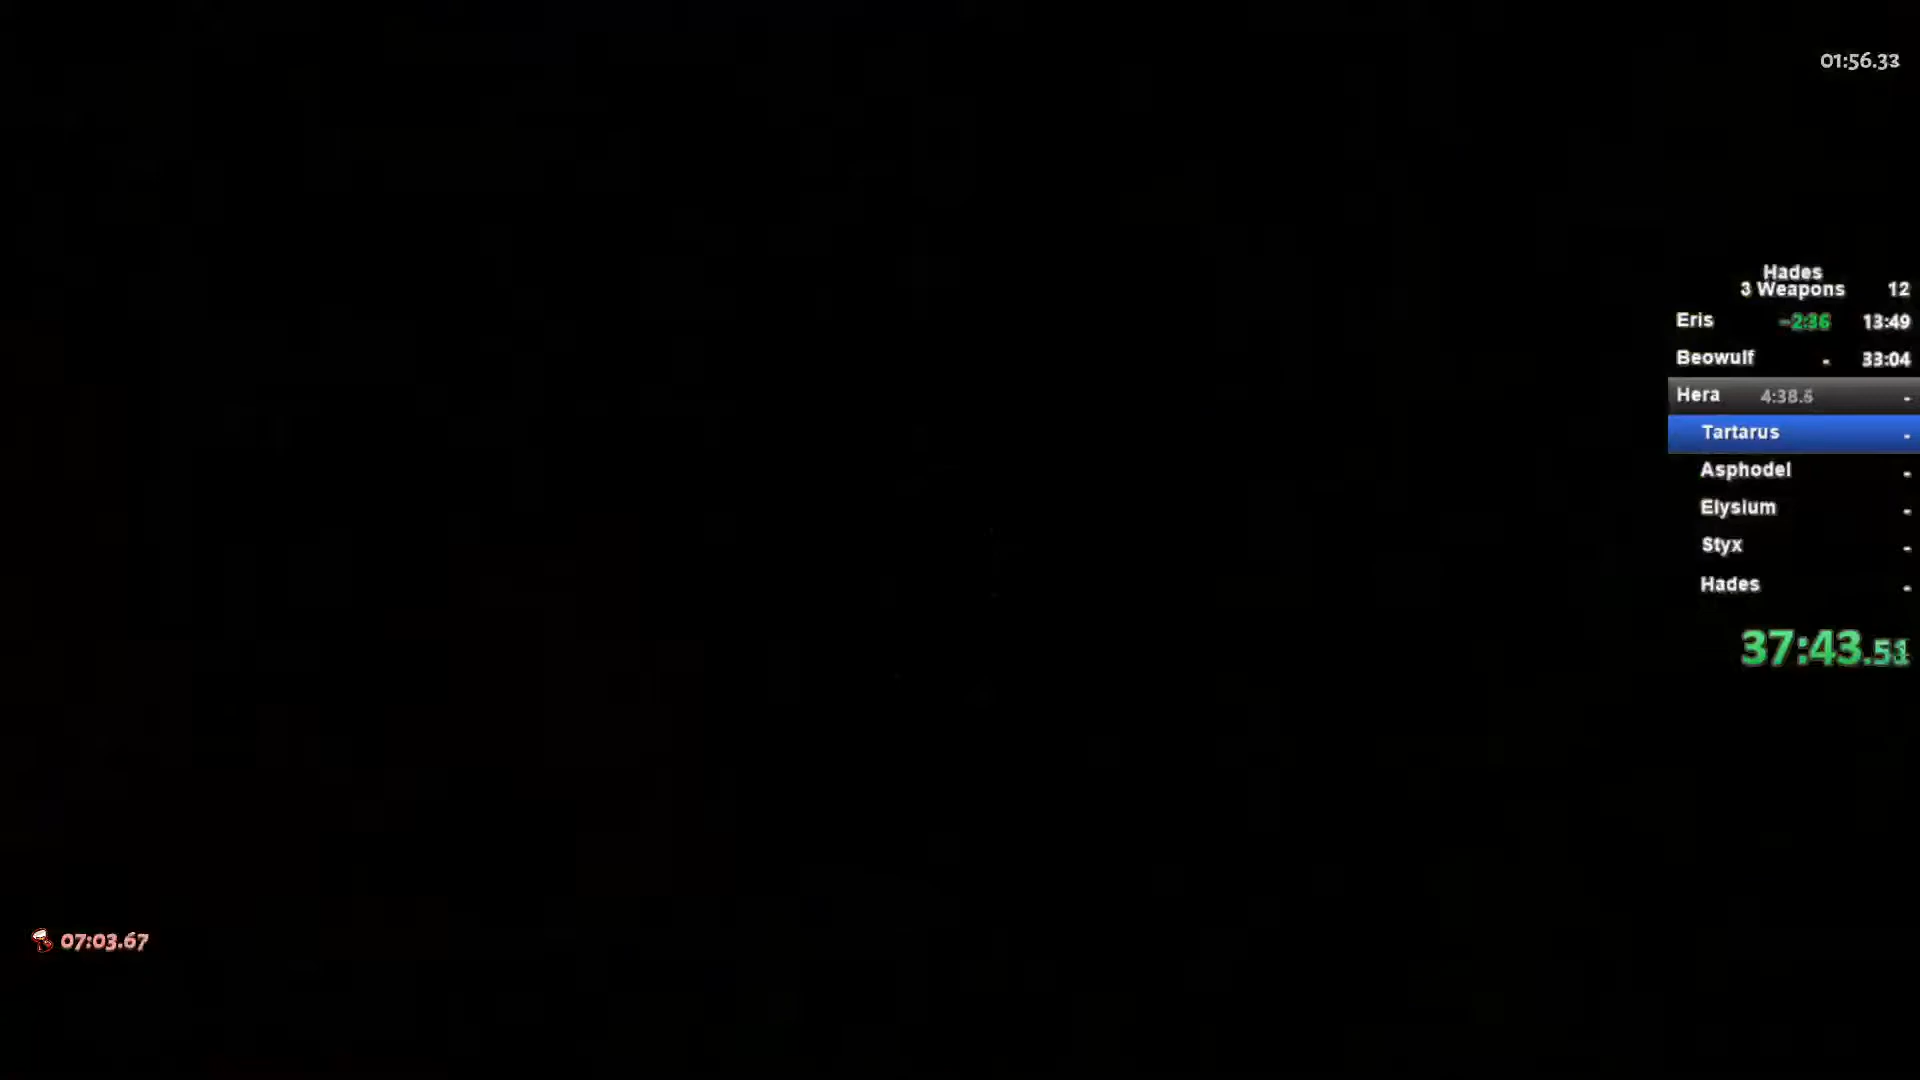 01:56.33
Hades
3 Weapons 12
Eris -2:36 13:49
Beowulf - 33:04
Hera 4:38.6 -
Tartarus -
Asphodel -
Elysium -
Styx -
Hades -
37:43.51
07:03.67